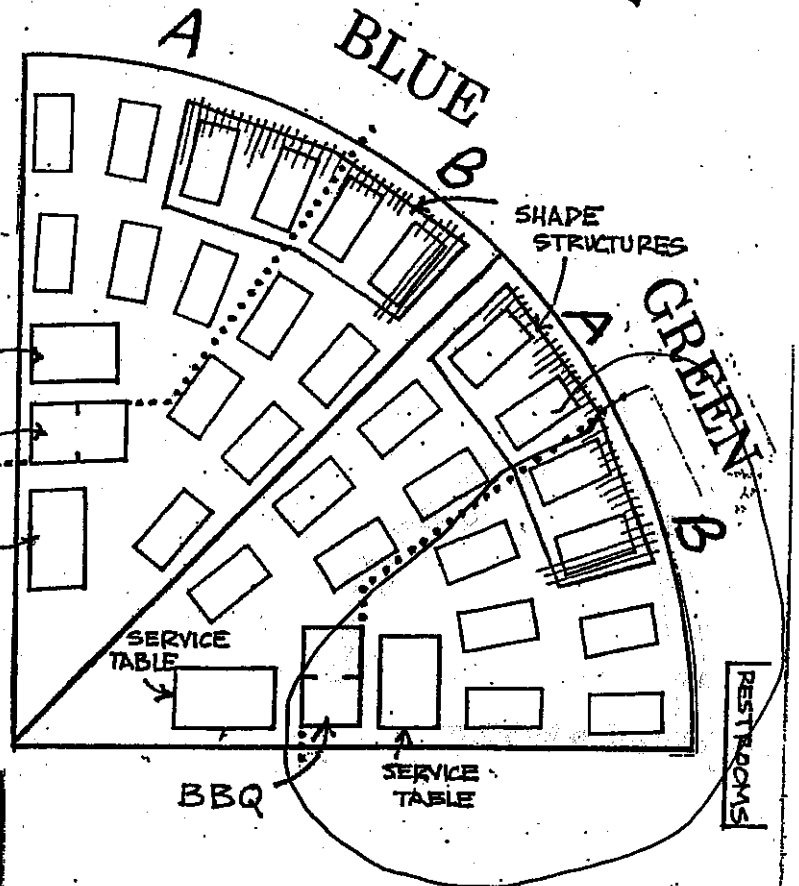 A
BLUE
B
SHADE
STRUCTURES
A
GREEN
B
SERVICE
TABLE
RESTROOMS
BBQ
SERVICE
TABLE